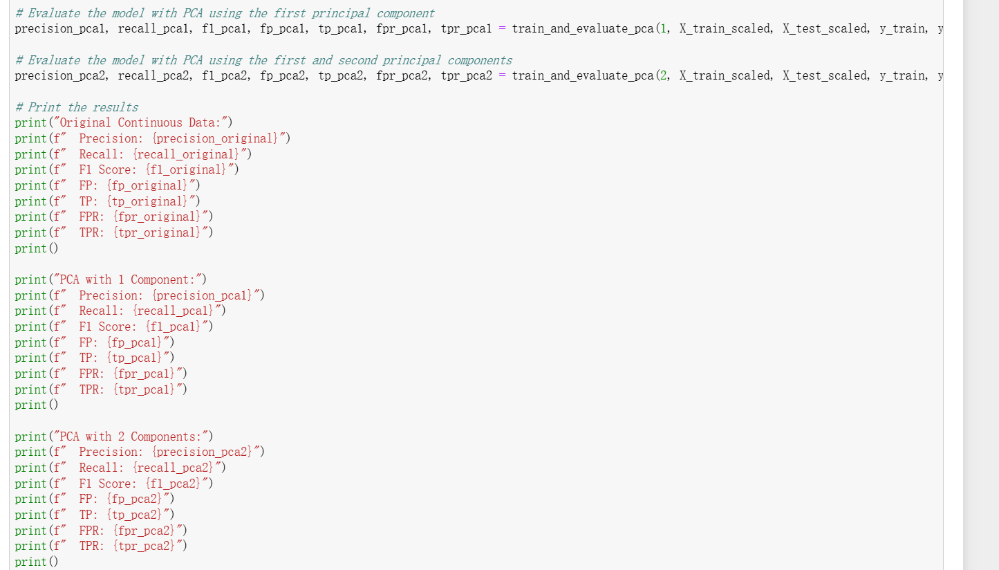 # Evaluate the model with PCA using the first principal component
precision_pca1, recall_pca1, f1_pca1, fp_pca1, tp_pca1, fpr_pca1, tpr_pca1 = train_and_evaluate_pca(1, X_train_scaled, X_test_scaled, y_train, y
# Evaluate the model with PCA using the first and second principal components
precision_pca2, recall_pca2, f1_pca2, fp_pca2, tp_pca2, fpr_pca2, tpr_pca2 = train_and_evaluate_pca(2, X_train_scaled, X_test_scaled, y_train, y
# Print the results
print("Original Continuous Data:")
print(f"  Precision: {precision_original}")
print(f"  Recall: {recall_original}")
print(f"  F1 Score: {f1_original}")
print(f"  FP: {fp_original}")
print(f"  TP: {tp_original}")
print(f"  FPR: {fpr_original}")
print(f"  TPR: {tpr_original}")
print()
print("PCA with 1 Component:")
print(f"  Precision: {precision_pca1}")
print(f"  Recall: {recall_pca1}")
print(f"  F1 Score: {f1_pca1}")
print(f"  FP: {fp_pca1}")
print(f"  TP: {tp_pca1}")
print(f"  FPR: {fpr_pca1}")
print(f"  TPR: {tpr_pca1}")
print()
print("PCA with 2 Components:")
print(f"  Precision: {precision_pca2}")
print(f"  Recall: {recall_pca2}")
print(f"  F1 Score: {f1_pca2}")
print(f"  FP: {fp_pca2}")
print(f"  TP: {tp_pca2}")
print(f"  FPR: {fpr_pca2}")
print(f"  TPR: {tpr_pca2}")
print()